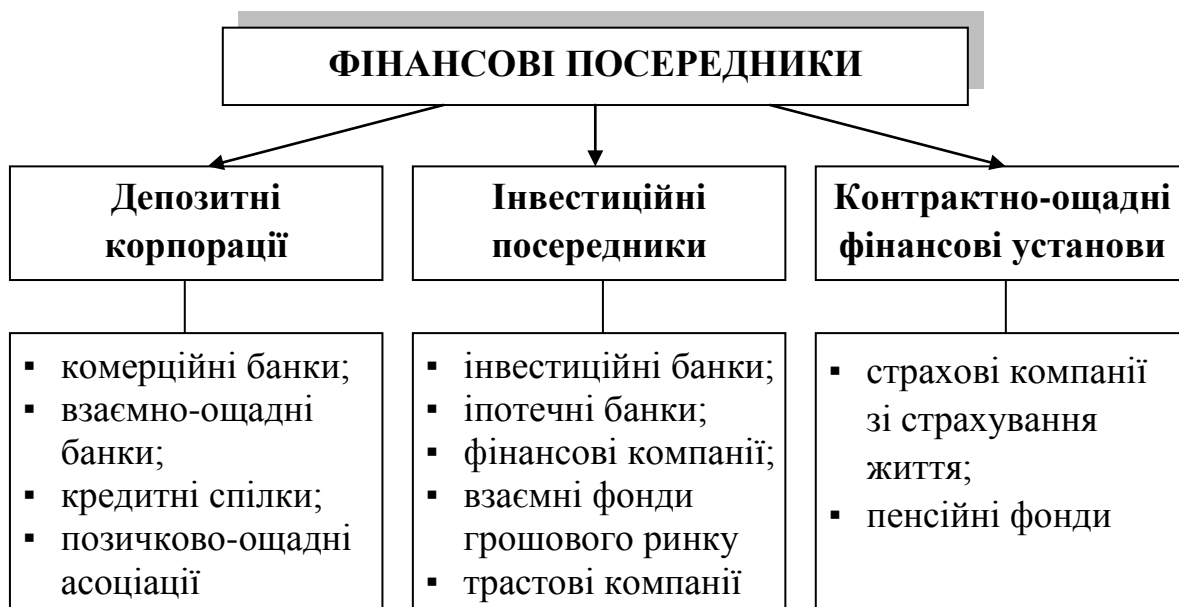 ФІНАНСОВІ ПОСЕРЕДНИКИ
Депозитні
корпорації
Інвестиційні
посередники
Контрактно-ощадні
фінансові установи
▪ комерційні банки;
▪ взаємно-ощадні
банки;
▪ кредитні спілки;
▪ позичково-ощадні
асоціації
▪ інвестиційні банки;
▪ іпотечні банки;
▪ фінансові компанії;
▪ взаємні фонди
грошового ринку
▪ трастові компанії
▪ страхові компанії
зі страхування
життя;
▪ пенсійні фонди